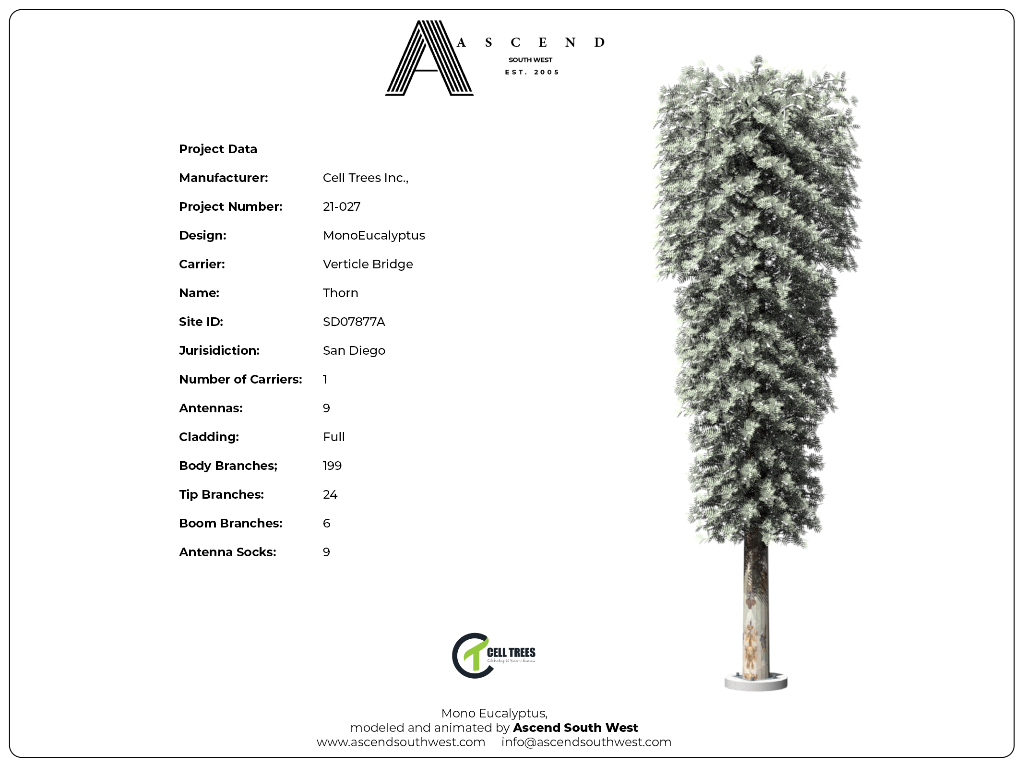 A S C E N D
SOUTH WEST
EST. 2005
Project Data
Manufacturer: Cell Trees Inc.,
Project Number: 21-027
Design: MonoEucalyptus
Carrier: Verticle Bridge
Name: Thorn
Site ID: SD07877A
Jurisidiction: San Diego
Number of Carriers: 1
Antennas: 9
Cladding: Full
Body Branches; 199
Tip Branches: 24
Boom Branches: 6
Antenna Socks: 9
CELL TREES
Mono Eucalyptus,
modeled and animated by Ascend South West
www.ascendsouthwest.com info@ascendsouthwest.com